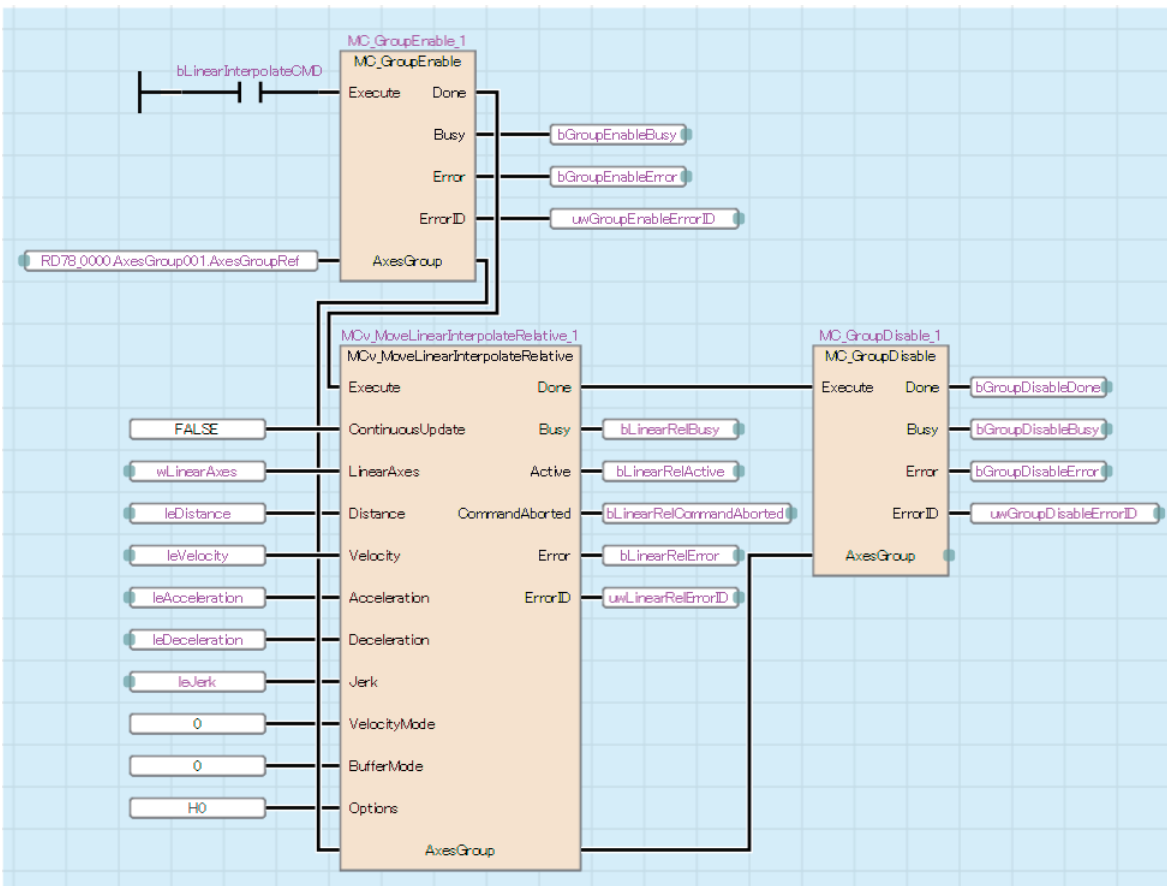 MC_GroupEnable_1
bLinearInterpolateCMD
MC_GroupEnable
Execute Done
Busy bGroupEnableBusy
Error bGroupEnableError
ErrorID uwGroupEnableErrorID
RD78_0000.AxesGroup001.AxesGroupRef AxesGroup
MCv_MoveLinearInterpolateRelative_1 MC_GroupDisable_1
MCv_MoveLinearInterpolateRelative MC_GroupDisable
Execute Done Execute Done bGroupDisableDone
FALSE ContinuousUpdate Busy bLinearRelBusy Busy bGroupDisableBusy
wLinearAxes LinearAxes Active bLinearRelActive Error bGroupDisableError
leDistance Distance CommandAborted bLinearRelCommandAborted ErrorID uwGroupDisableErrorID
leVelocity Velocity Error bLinearRelError AxesGroup
leAcceleration Acceleration ErrorID uwLinearRelErrorID
leDeceleration Deceleration
leJerk Jerk
0 VelocityMode
0 BufferMode
H0 Options
AxesGroup